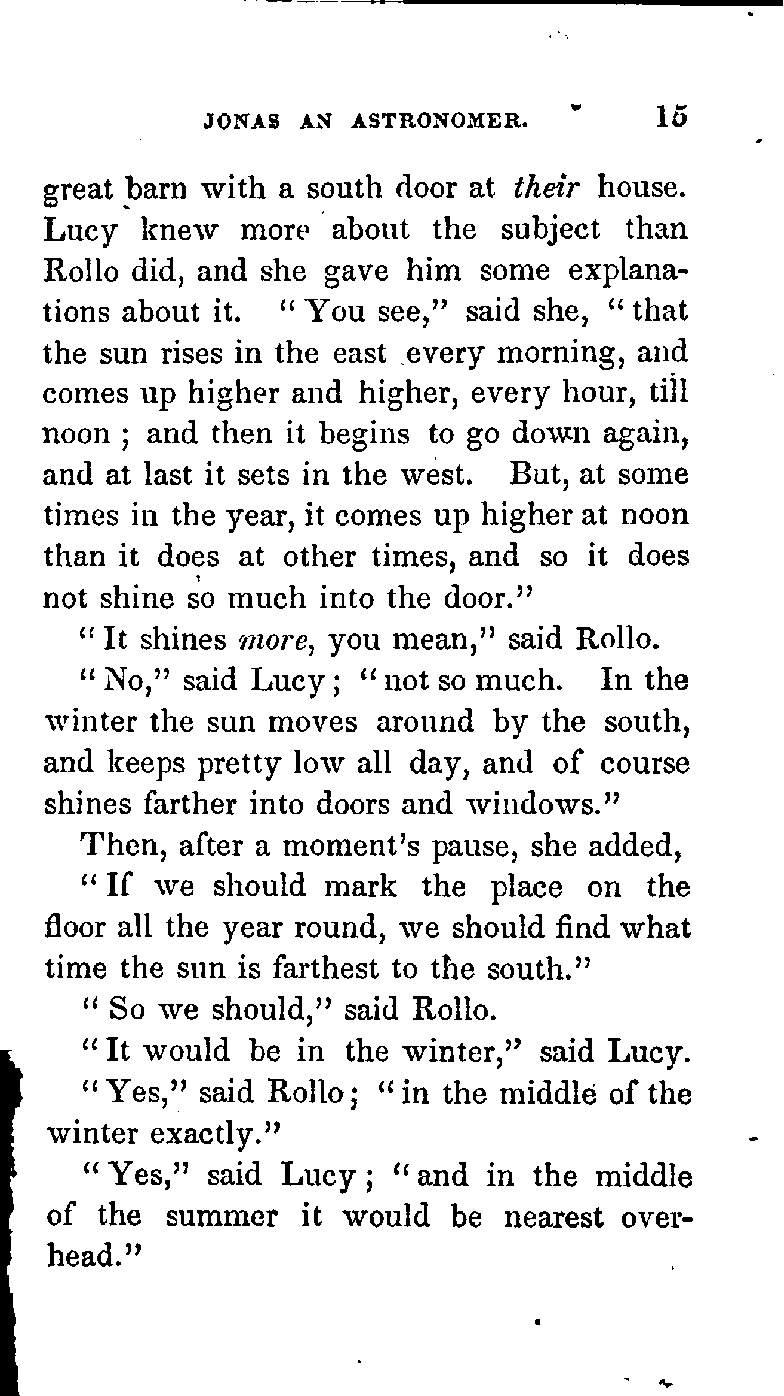 JONAS AN ASTRONOMER. 15
great barn with a south door at their house.
Lucy knew more about the subject than
Rollo did, and she gave him some explana-
tions about it. "You see," said she, "that
the sun rises in the east every morning, and
comes up higher and higher, every hour, till
noon ; and then it begins to go down again,
and at last it sets in the west. But, at some
times in the year, it comes up higher at noon
than it does at other times, and so it does
not shine so much into the door."
"It shines more, you mean," said Rollo.
"No," said Lucy ; "not so much. In the
winter the sun moves around by the south,
and keeps pretty low all day, and of course
shines farther into doors and windows."
Then, after a moment's pause, she added,
"If we should mark the place on the
floor all the year round, we should find what
time the sun is farthest to the south."
"So we should," said Rollo.
"It would be in the winter," said Lucy.
"Yes," said Rollo ; "in the middle of the
winter exactly."
"Yes," said Lucy ; "and in the middle
of the summer it would be nearest over-
head."